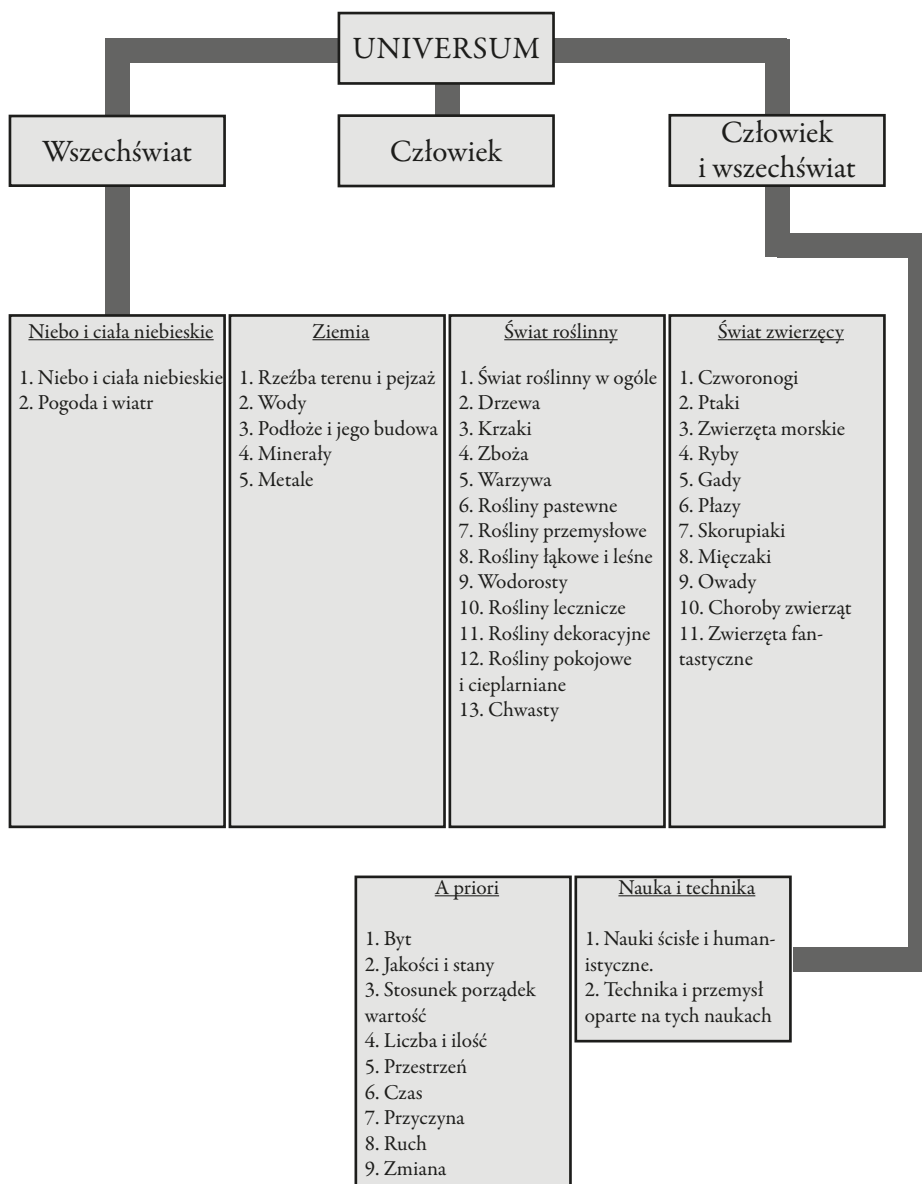 UNIVERSUM
Wszechświat
Człowiek
Człowiek
i wszechświat
Niebo i ciała niebieskie
1. Niebo i ciała niebieskie
2. Pogoda i wiatr
Ziemia
1. Rzeźba terenu i pejzaż
2. Wody
3. Podłoże i jego budowa
4. Minerały
5. Metale
Świat roślinny
1. Świat roślinny w ogóle
2. Drzewa
3. Krzaki
4. Zboża
5. Warzywa
6. Rośliny pastewne
7. Rośliny przemysłowe
8. Rośliny łąkowe i leśne
9. Wodorosty
10. Rośliny lecznicze
11. Rośliny dekoracyjne
12. Rośliny pokojowe
i cieplarniane
13. Chwasty
Świat zwierzęcy
1. Czworonogi
2. Ptaki
3. Zwierzęta morskie
4. Ryby
5. Gady
6. Płazy
7. Skorupiaki
8. Mięczaki
9. Owady
10. Choroby zwierząt
11. Zwierzęta fan-
tastyczne
A priori
1. Byt
2. Jakości i stany
3. Stosunek porządek
wartość
4. Liczba i ilość
5. Przestrzeń
6. Czas
7. Przyczyna
8. Ruch
9. Zmiana
Nauka i technika
1. Nauki ścisłe i human-
istyczne.
2. Technika i przemysł
oparte na tych naukach